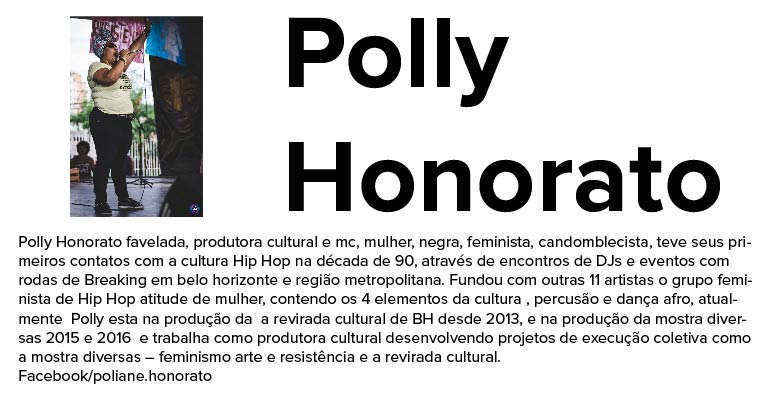 Polly
Honorato
Polly Honorato favelada, produtora cultural e mc, mulher, negra, feminista, candomblecista, teve seus pri-
meiros contatos com a cultura Hip Hop na década de 90, através de encontros de DJs e eventos com
rodas de Breaking em belo horizonte e região metropolitana. Fundou com outras 11 artistas o grupo femi-
nista de Hip Hop atitude de mulher, contendo os 4 elementos da cultura , percusão e dança afro, atual-
mente  Polly esta na produção da  a revirada cultural de BH desde 2013, e na produção da mostra diver-
sas 2015 e 2016  e trabalha como produtora cultural desenvolvendo projetos de execução coletiva como
a mostra diversas – feminismo arte e resistência e a revirada cultural.
Facebook/poliane.honorato